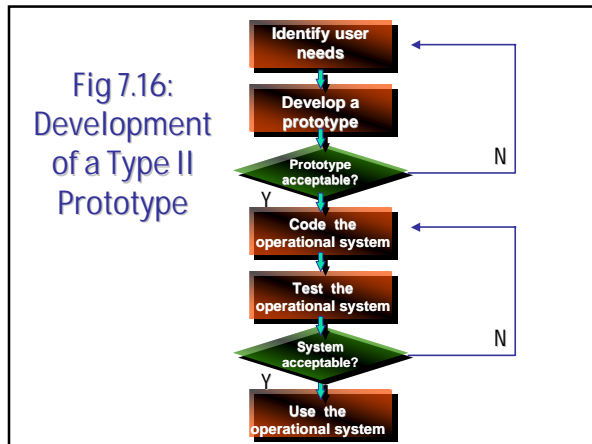 Fig 7.16:
Development
of a Type II
Prototype
Identify user
needs
Develop a
prototype
Prototype
acceptable?
N
Y
Code the
operational system
Test the
operational system
System
acceptable?
N
Y
Use the
operational system